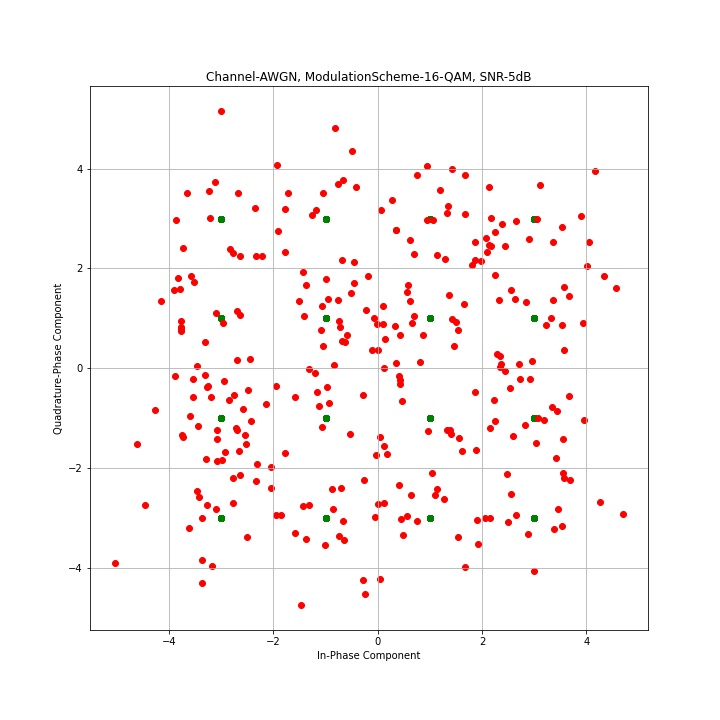 Channel-AWGN, ModulationScheme-16-QAM, SNR-5dB
4
2
0
−2
−4
Quadrature-Phase Component
−4 −2 0 2 4
In-Phase Component